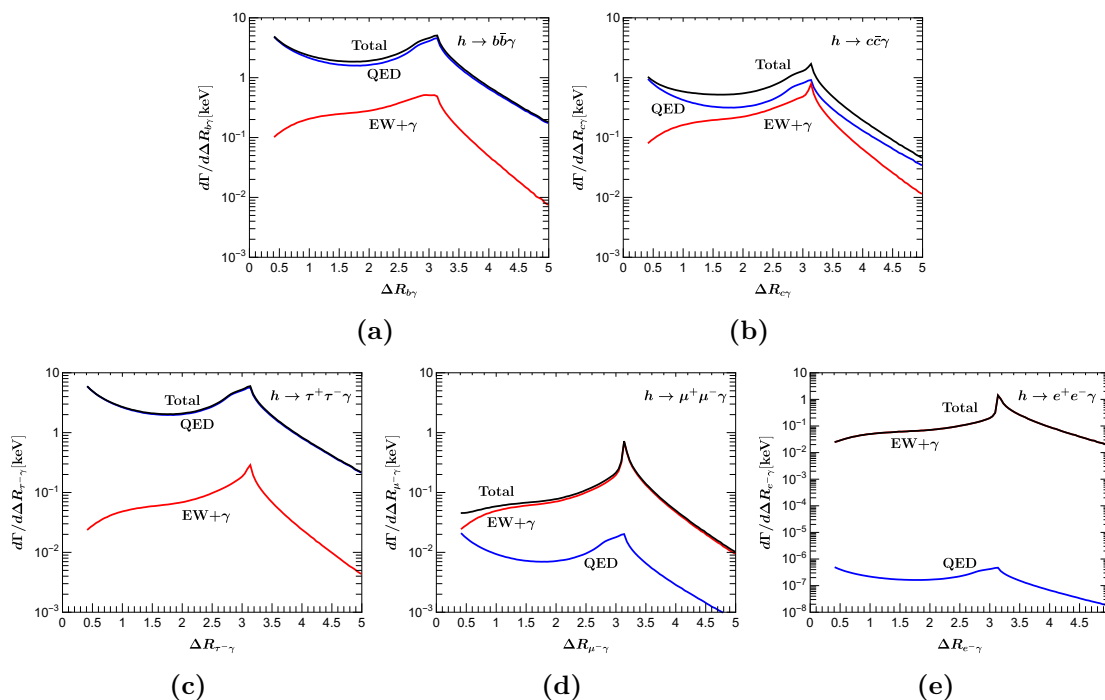 10
1
10⁻¹
10⁻²
10⁻³
dΓ/dΔR_{bγ}[keV]
Total
QED
EW+γ
h → bb̄γ
0 0.5 1 1.5 2 2.5 3 3.5 4 4.5 5
ΔR_{bγ}
(a)
10
1
10⁻¹
10⁻²
10⁻³
dΓ/dΔR_{cγ}[keV]
h → cc̄γ
Total
QED
EW+γ
0 0.5 1 1.5 2 2.5 3 3.5 4 4.5 5
ΔR_{cγ}
(b)
10
1
10⁻¹
10⁻²
10⁻³
dΓ/dΔR_{τ⁻γ}[keV]
h → τ⁺τ⁻γ
Total
QED
EW+γ
0 0.5 1 1.5 2 2.5 3 3.5 4 4.5 5
ΔR_{τ⁻γ}
(c)
10
1
10⁻¹
10⁻²
10⁻³
dΓ/dΔR_{μ⁻γ}[keV]
h → μ⁺μ⁻γ
Total
EW+γ
QED
0 0.5 1 1.5 2 2.5 3 3.5 4 4.5 5
ΔR_{μ⁻γ}
(d)
10
1
10⁻¹
10⁻²
10⁻³
10⁻⁴
10⁻⁵
10⁻⁶
10⁻⁷
10⁻⁸
dΓ/dΔR_{e⁻γ}[keV]
h → e⁺e⁻γ
Total
EW+γ
QED
0 0.5 1 1.5 2 2.5 3 3.5 4 4.5
ΔR_{e⁻γ}
(e)